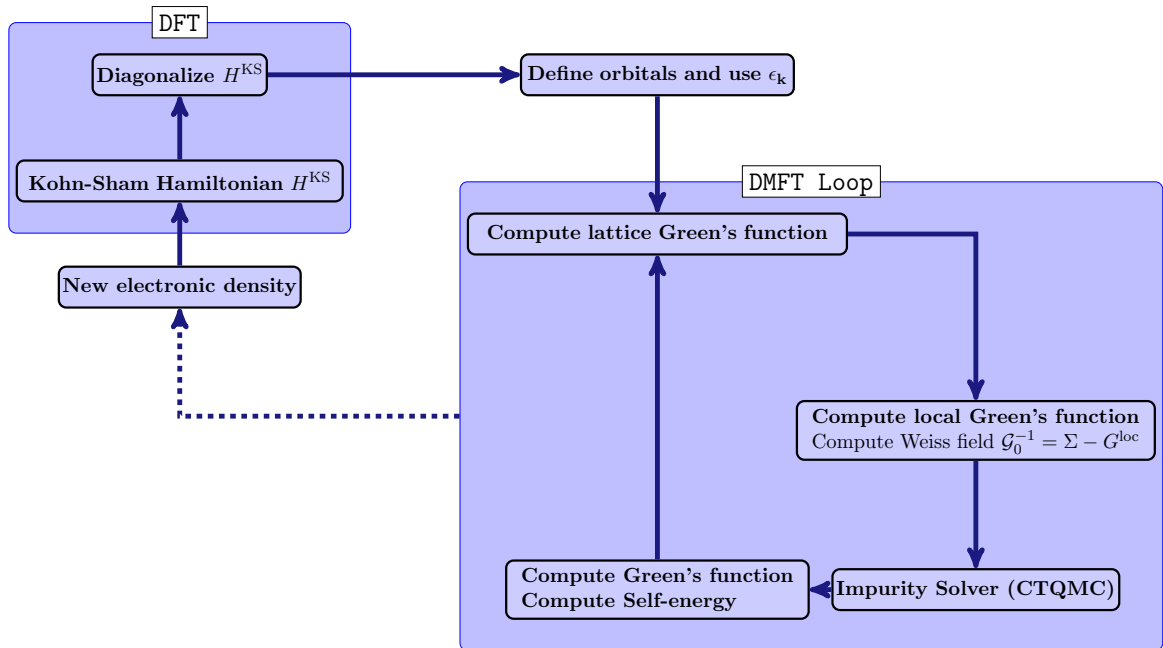 DFT
Diagonalize $H^{\mathrm{KS}}$
Define orbitals and use $\epsilon_{\mathbf{k}}$
Kohn-Sham Hamiltonian $H^{\mathrm{KS}}$
DMFT Loop
Compute lattice Green's function
New electronic density
Compute local Green's function
Compute Weiss field $\mathcal{G}_0^{-1} = \Sigma - G^{\mathrm{loc}}$
Compute Green's function
Compute Self-energy
Impurity Solver (CTQMC)